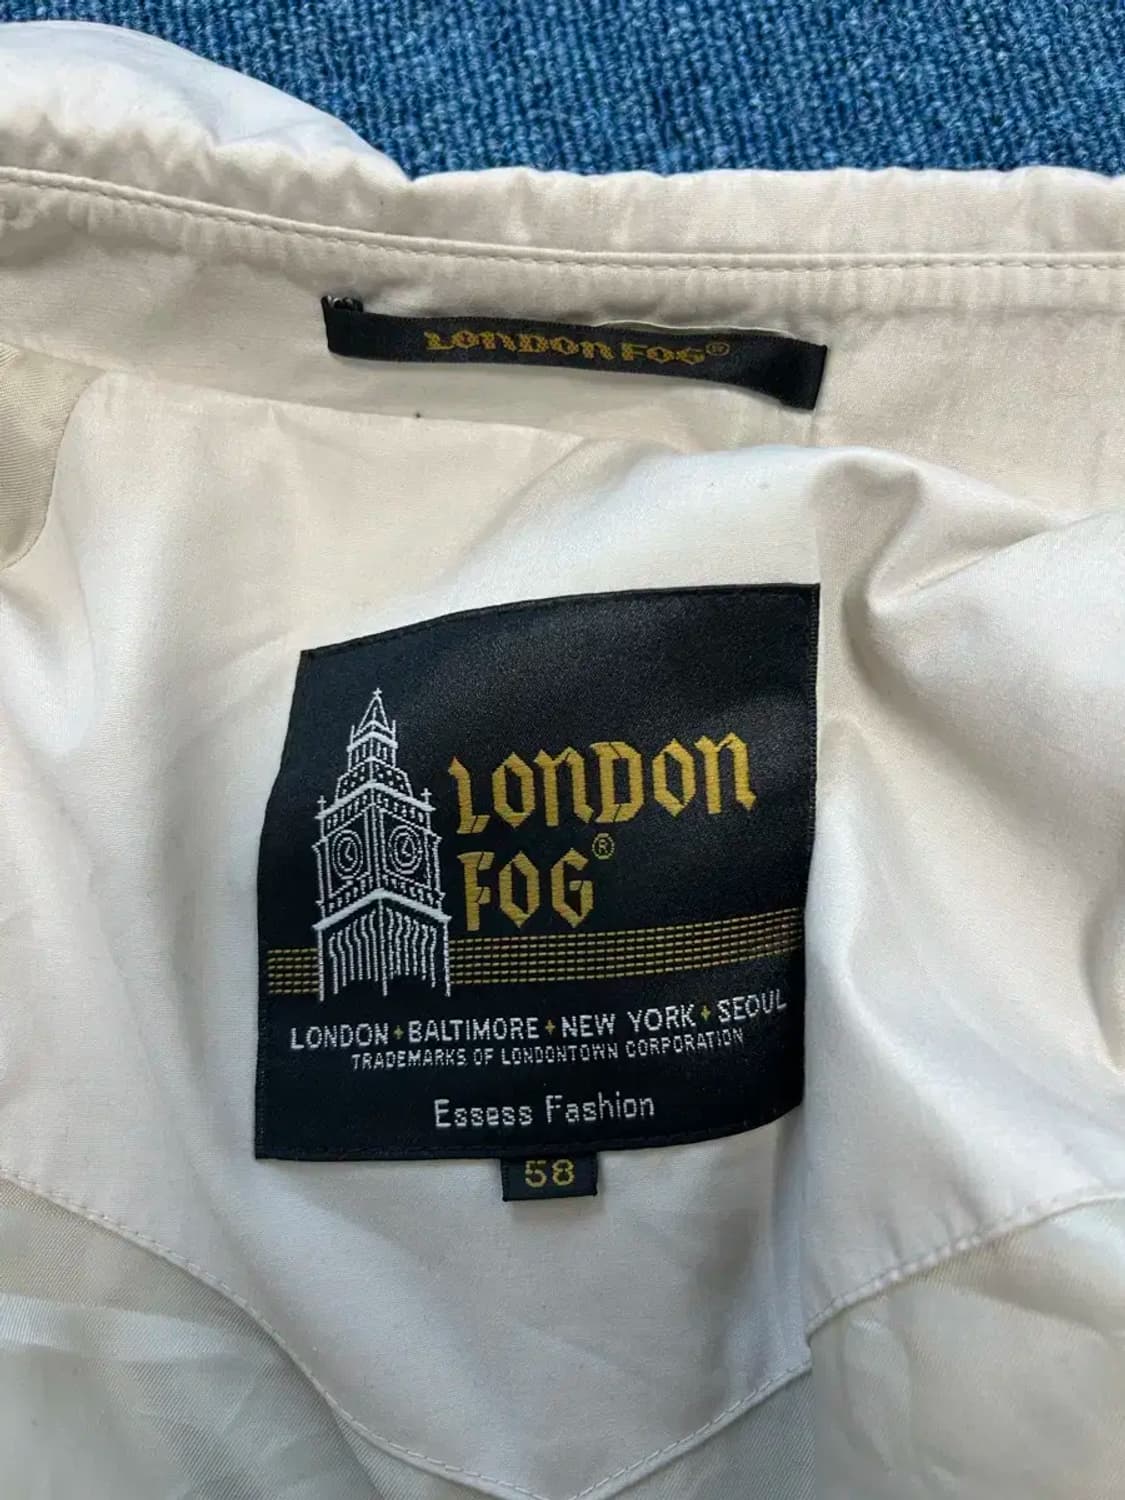 LONDON FOG®
LONDON
FOG®
LONDON + BALTIMORE + NEW YORK + SEOUL
TRADEMARKS OF LONDONTOWN CORPORATION
Essess Fashion
58